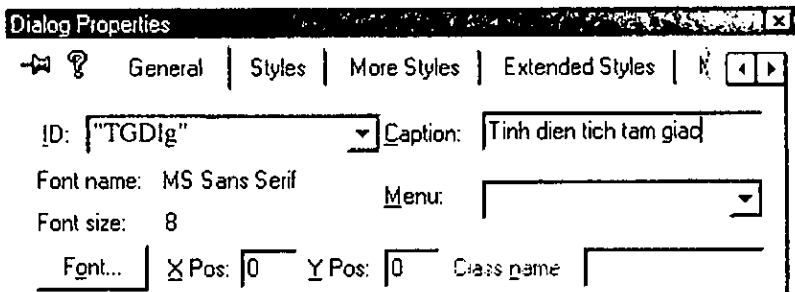 Dialog Properties
General Styles More Styles Extended Styles
ID: "TGDlg" Caption: Tinh dien tich tam giac
Font name: MS Sans Serif Menu:
Font size: 8
Font... X Pos: 0 Y Pos: 0 Class name